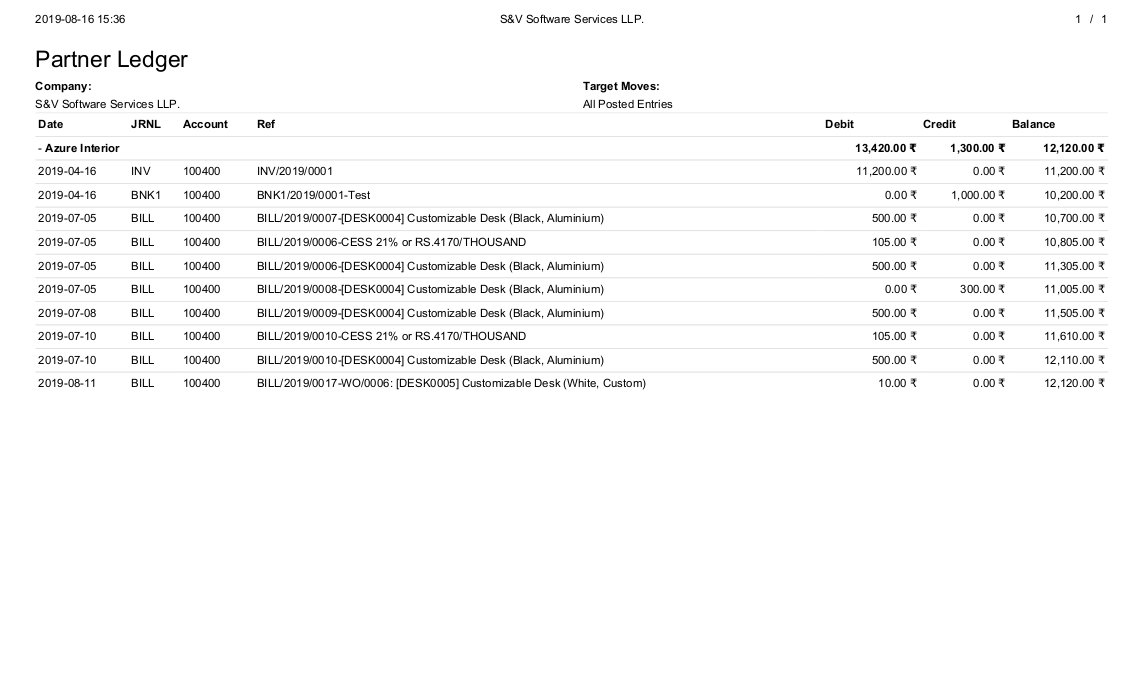 2019-08-16 15:36 S&V Software Services LLP. 1 / 1
Partner Ledger
Company: Target Moves:
S&V Software Services LLP. All Posted Entries
Date JRNL Account Ref Debit Credit Balance
- Azure Interior 13,420.00 ₹ 1,300.00 ₹ 12,120.00 ₹
2019-04-16 INV 100400 INV/2019/0001 11,200.00 ₹ 0.00 ₹ 11,200.00 ₹
2019-04-16 BNK1 100400 BNK1/2019/0001-Test 0.00 ₹ 1,000.00 ₹ 10,200.00 ₹
2019-07-05 BILL 100400 BILL/2019/0007-[DESK0004] Customizable Desk (Black, Aluminium) 500.00 ₹ 0.00 ₹ 10,700.00 ₹
2019-07-05 BILL 100400 BILL/2019/0006-CESS 21% or RS.4170/THOUSAND 105.00 ₹ 0.00 ₹ 10,805.00 ₹
2019-07-05 BILL 100400 BILL/2019/0006-[DESK0004] Customizable Desk (Black, Aluminium) 500.00 ₹ 0.00 ₹ 11,305.00 ₹
2019-07-05 BILL 100400 BILL/2019/0008-[DESK0004] Customizable Desk (Black, Aluminium) 0.00 ₹ 300.00 ₹ 11,005.00 ₹
2019-07-08 BILL 100400 BILL/2019/0009-[DESK0004] Customizable Desk (Black, Aluminium) 500.00 ₹ 0.00 ₹ 11,505.00 ₹
2019-07-10 BILL 100400 BILL/2019/0010-CESS 21% or RS.4170/THOUSAND 105.00 ₹ 0.00 ₹ 11,610.00 ₹
2019-07-10 BILL 100400 BILL/2019/0010-[DESK0004] Customizable Desk (Black, Aluminium) 500.00 ₹ 0.00 ₹ 12,110.00 ₹
2019-08-11 BILL 100400 BILL/2019/0017-WO/0006: [DESK0005] Customizable Desk (White, Custom) 10.00 ₹ 0.00 ₹ 12,120.00 ₹